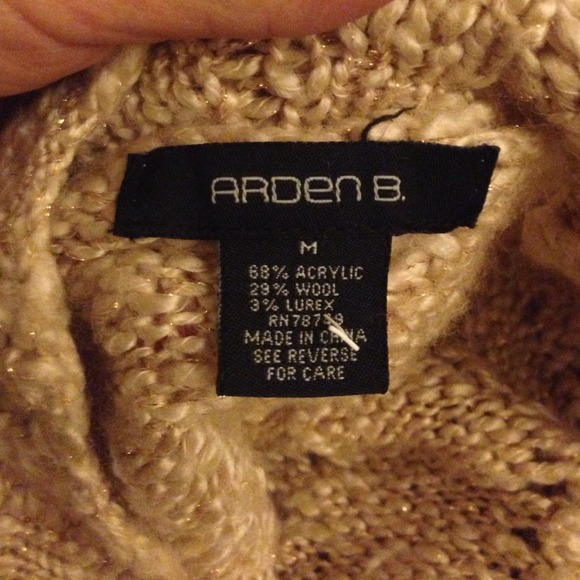 ARDEN B.
M
68% ACRYLIC
29% WOOL
3% LUREX
MADE IN CHINA
SEE REVERSE
FOR CARE